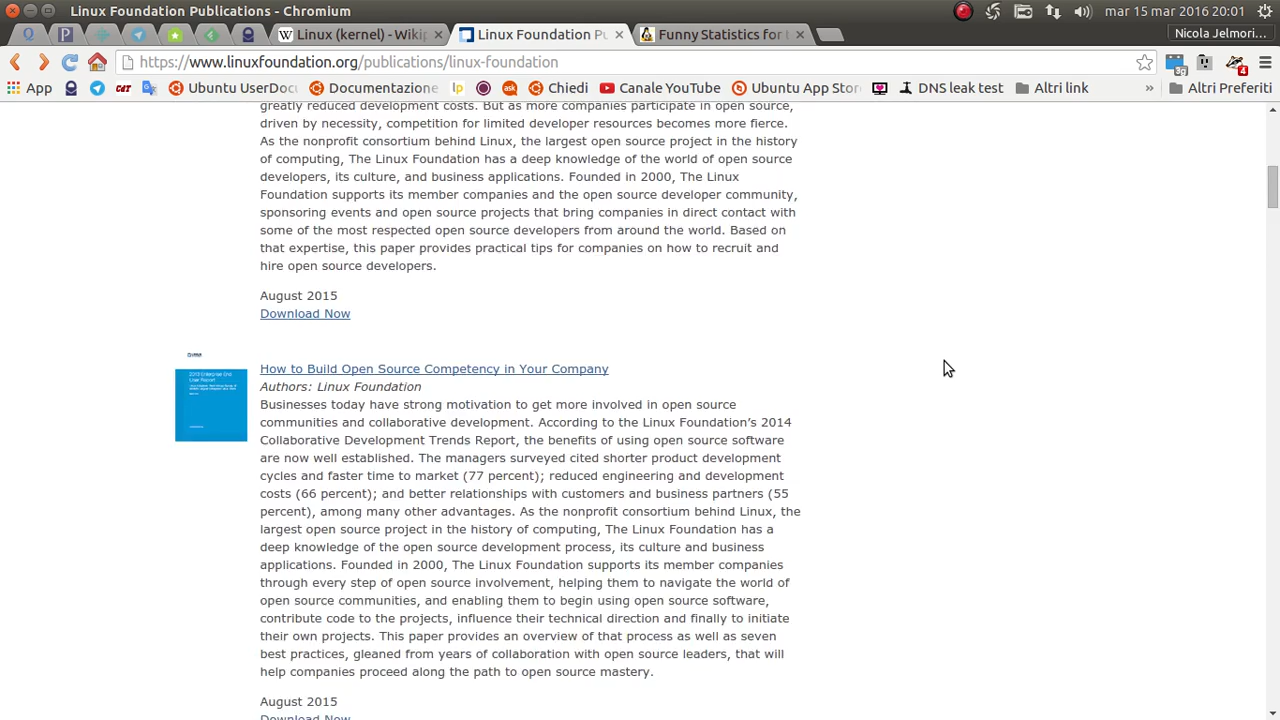 Linux Foundation Publications - Chromium
mar 15 mar 2016 20:01
Linux (kernel) - Wikip
Linux Foundation Pu
Funny Statistics for t
Nicola Jelmori...
https://www.linuxfoundation.org/publications/linux-foundation
App
CdT
Ubuntu UserDocu
Documentazione
lp
ask
Chiedi
Canale YouTube
Ubuntu App Store
DNS leak test
Altri link
»
Altri Preferiti
greatly reduced development costs. But as more companies participate in open source,
driven by necessity, competition for limited developer resources becomes more fierce.
As the nonprofit consortium behind Linux, the largest open source project in the history
of computing, The Linux Foundation has a deep knowledge of the world of open source
developers, its culture, and business applications. Founded in 2000, The Linux
Foundation supports its member companies and the open source developer community,
sponsoring events and open source projects that bring companies in direct contact with
some of the most respected open source developers from around the world. Based on
that expertise, this paper provides practical tips for companies on how to recruit and
hire open source developers.
August 2015
Download Now
How to Build Open Source Competency in Your Company
Authors: Linux Foundation
Businesses today have strong motivation to get more involved in open source
communities and collaborative development. According to the Linux Foundation's 2014
Collaborative Development Trends Report, the benefits of using open source software
are now well established. The managers surveyed cited shorter product development
cycles and faster time to market (77 percent); reduced engineering and development
costs (66 percent); and better relationships with customers and business partners (55
percent), among many other advantages. As the nonprofit consortium behind Linux, the
largest open source project in the history of computing, The Linux Foundation has a
deep knowledge of the open source development process, its culture and business
applications. Founded in 2000, The Linux Foundation supports its member companies
through every step of open source involvement, helping them to navigate the world of
open source communities, and enabling them to begin using open source software,
contribute code to the projects, influence their technical direction and finally to initiate
their own projects. This paper provides an overview of that process as well as seven
best practices, gleaned from years of collaboration with open source leaders, that will
help companies proceed along the path to open source mastery.
August 2015
Download Now